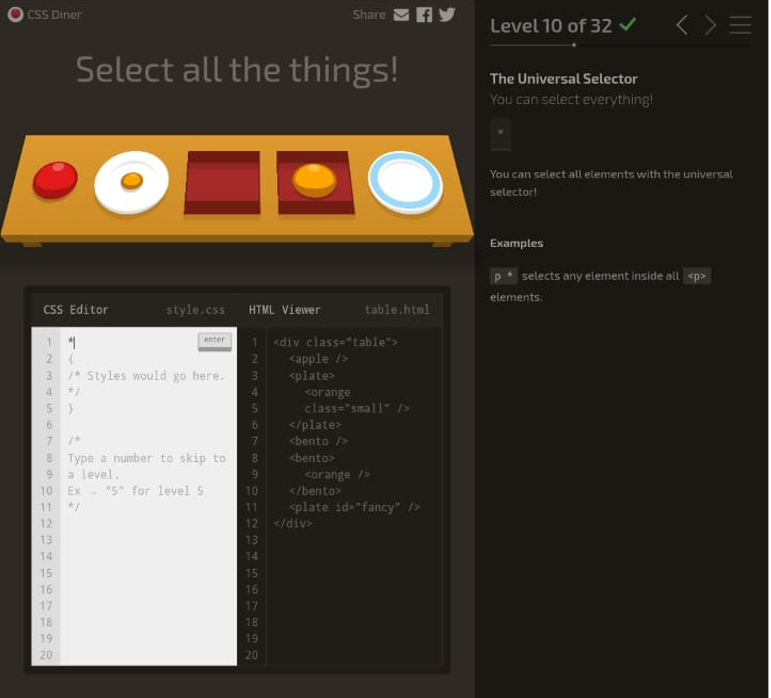 CSS Diner
Share
Select all the things!
CSS Editor style.css
1 *
2 {
3 /* Styles would go here.
4 */
5 }
6
7 /*
8 Type a number to skip to
9 a level.
10 Ex → "5" for level 5
11 */
12
13
14
15
16
17
18
19
20
enter
HTML Viewer table.html
1 <div class="table">
2 <apple />
3 <plate>
4 <orange
5 class="small" />
6 </plate>
7 <bento />
8 <bento>
9 <orange />
10 </bento>
11 <plate id="fancy" />
12 </div>
13
14
15
16
17
18
19
20
Level 10 of 32
The Universal Selector
You can select everything!
*
You can select all elements with the universal
selector!
Examples
p * selects any element inside all <p>
elements.